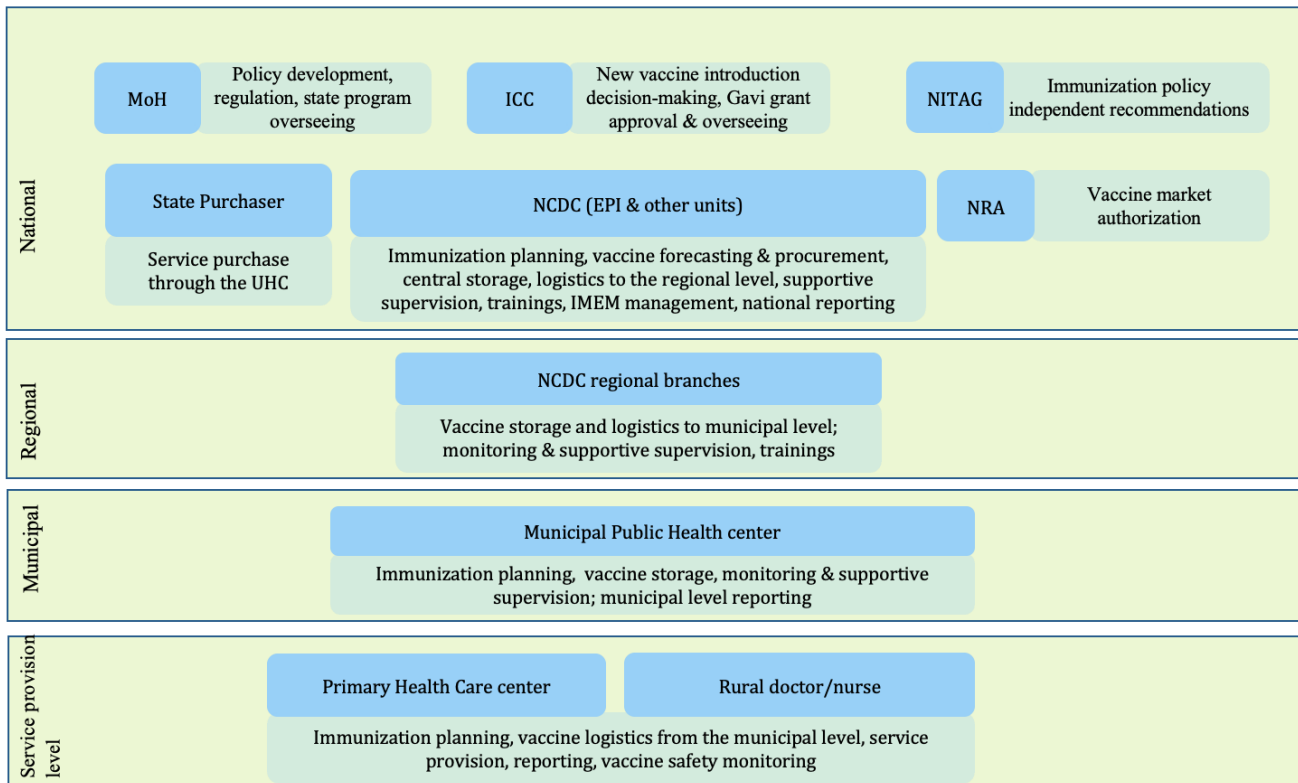 National
MoH
Policy development,
regulation, state program
overseeing
ICC
New vaccine introduction
decision-making, Gavi grant
approval & overseeing
NITAG
Immunization policy
independent recommendations
State Purchaser
Service purchase
through the UHC
NCDC (EPI & other units)
Immunization planning, vaccine forecasting & procurement,
central storage, logistics to the regional level, supportive
supervision, trainings, IMEM management, national reporting
NRA
Vaccine market
authorization
Regional
NCDC regional branches
Vaccine storage and logistics to municipal level;
monitoring & supportive supervision, trainings
Municipal
Municipal Public Health center
Immunization planning, vaccine storage, monitoring & supportive
supervision; municipal level reporting
Service provision
level
Primary Health Care center
Rural doctor/nurse
Immunization planning, vaccine logistics from the municipal level, service
provision, reporting, vaccine safety monitoring